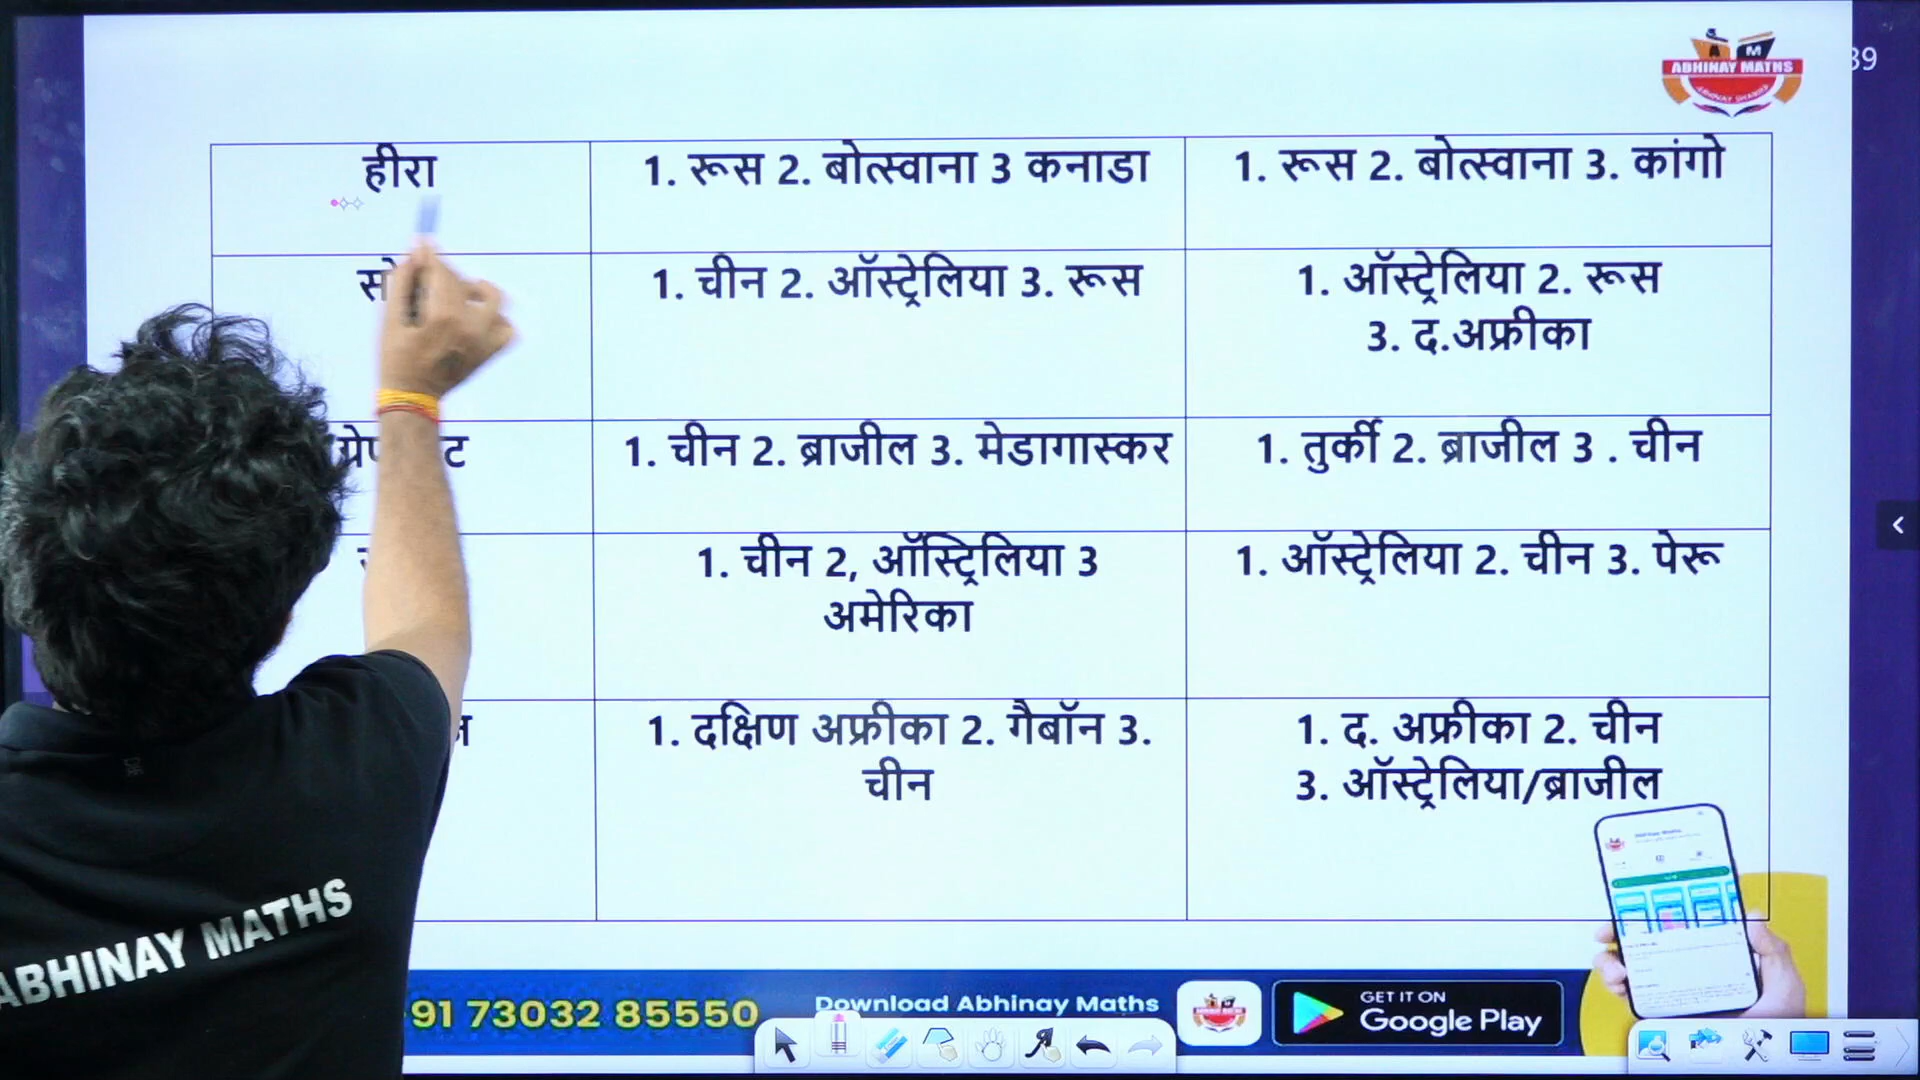 A M
ABHINAY MATHS
39
हीरा
1. रूस 2. बोत्स्वाना 3 कनाडा
1. रूस 2. बोत्स्वाना 3. कांगो
1. चीन 2. ऑस्ट्रेलिया 3. रूस
1. ऑस्ट्रेलिया 2. रूस
3. द.अफ्रीका
1. चीन 2. ब्राजील 3. मेडागास्कर
1. तुर्की 2. ब्राजील 3 . चीन
1. चीन 2, ऑस्ट्रिलिया 3
अमेरिका
1. ऑस्ट्रेलिया 2. चीन 3. पेरू
1. दक्षिण अफ्रीका 2. गैबॉन 3.
चीन
1. द. अफ्रीका 2. चीन
3. ऑस्ट्रेलिया/ब्राजील
ABHINAY MATHS
91 73032 85550
Download Abhinay Maths
GET IT ON
Google Play